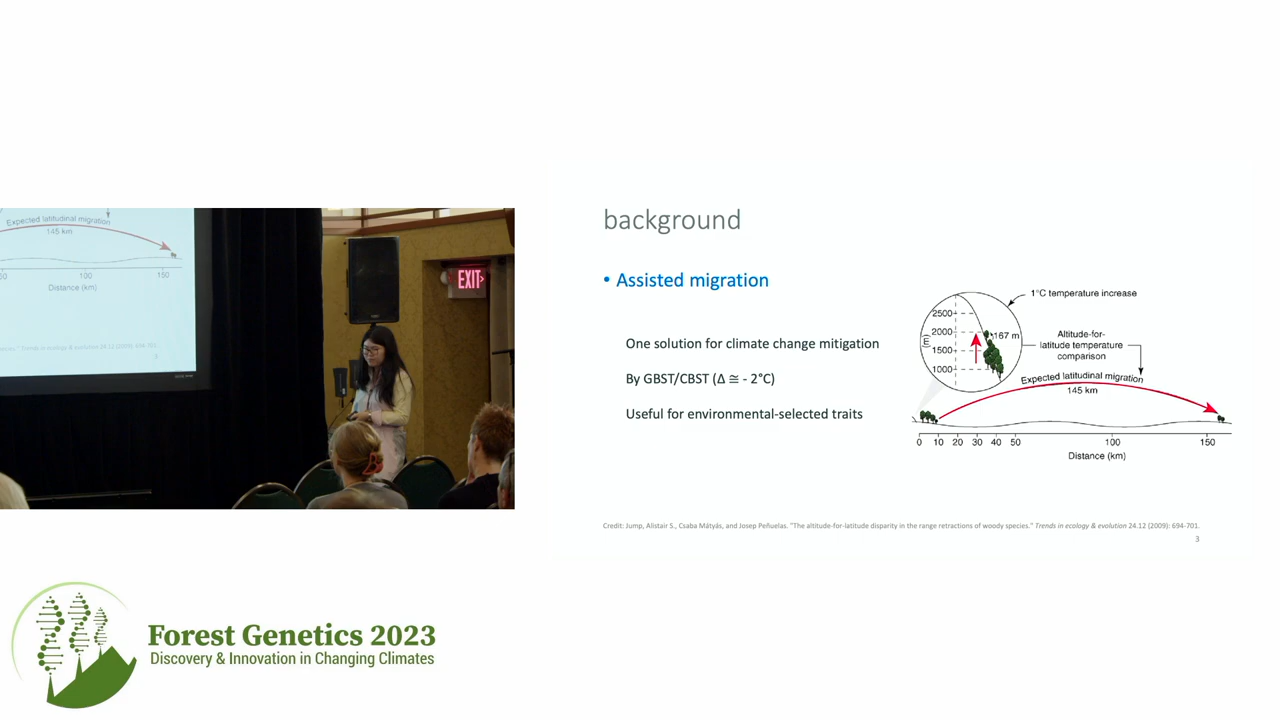 Expected latitudinal migration
145 km
100
150
Distance (km)
EXIT
background
• Assisted migration
One solution for climate change mitigation
By GBST/CBST (Δ ≅ - 2°C)
Useful for environmental-selected traits
1°C temperature increase
2500
2000
1500
1000
(m)
167 m
Altitude-for-
latitude temperature
comparison
Expected latitudinal migration
145 km
0 10 20 30 40 50 100 150
Distance (km)
Credit: Jump, Alistair S., Csaba Mátyás, and Josep Peñuelas. "The altitude-for-latitude disparity in the range retractions of woody species." Trends in ecology & evolution 24.12 (2009): 694-701.
3
Forest Genetics 2023
Discovery & Innovation in Changing Climates